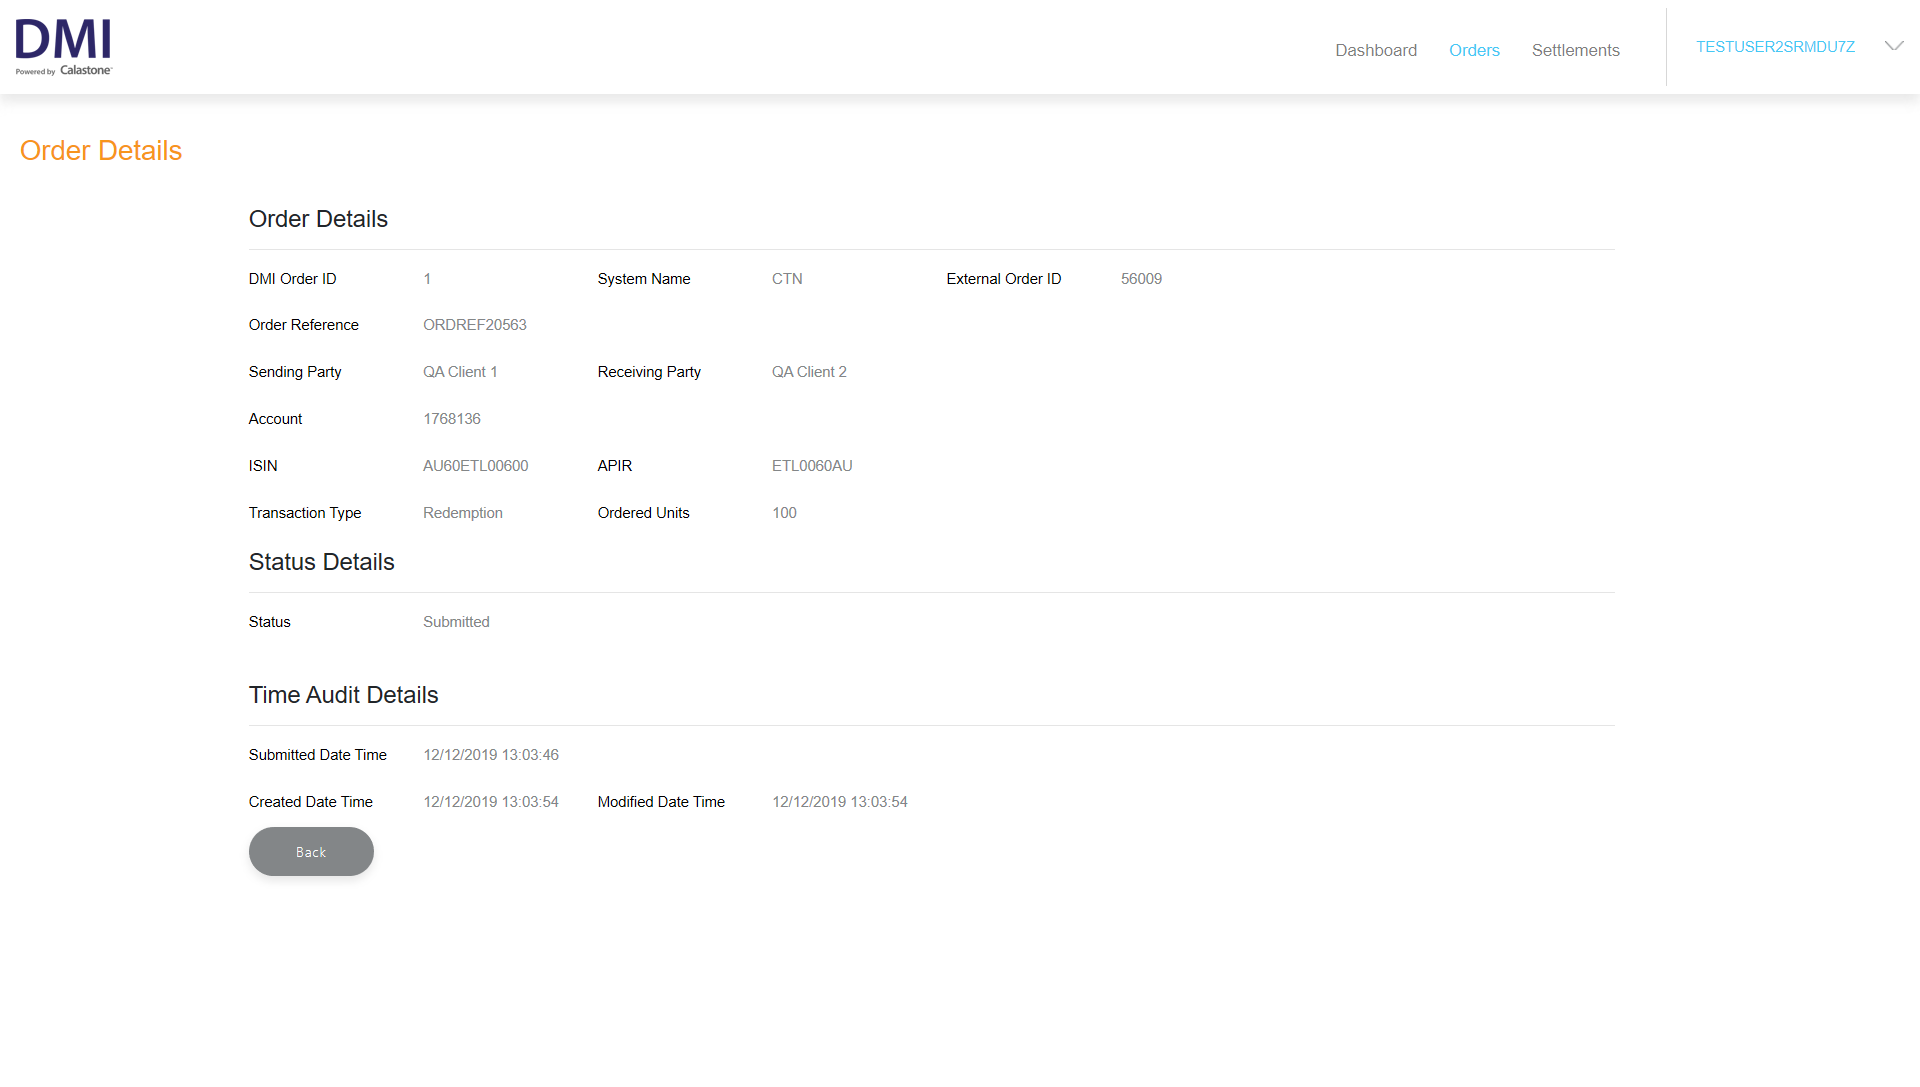 DMI
Powered by Calastone
Dashboard Orders Settlements TESTUSER2SRMDU7Z
Order Details
Order Details
DMI Order ID 1 System Name CTN External Order ID 56009
Order Reference ORDREF20563
Sending Party QA Client 1 Receiving Party QA Client 2
Account 1768136
ISIN AU60ETL00600 APIR ETL0060AU
Transaction Type Redemption Ordered Units 100
Status Details
Status Submitted
Time Audit Details
Submitted Date Time 12/12/2019 13:03:46
Created Date Time 12/12/2019 13:03:54 Modified Date Time 12/12/2019 13:03:54
Back